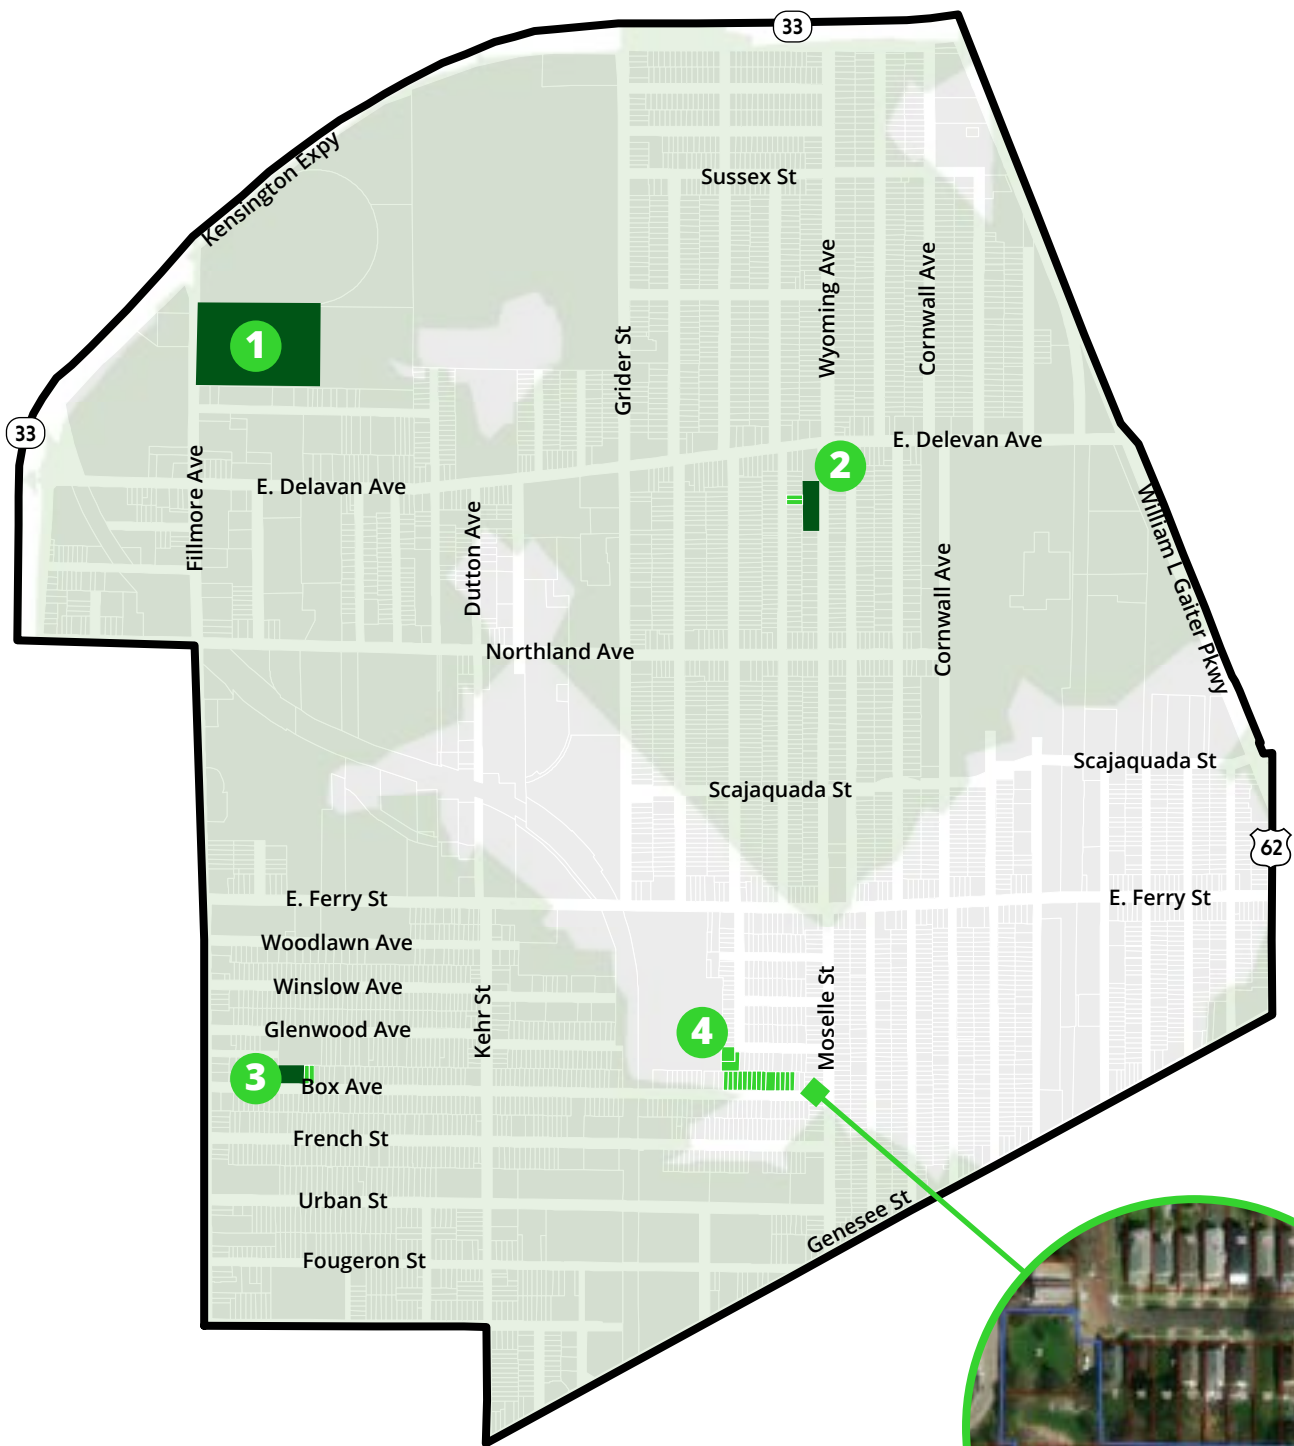 33
Kensington Expy
Sussex St
Wyoming Ave
Cornwall Ave
1
Grider St
33
Fillmore Ave
E. Delevan Ave
2
E. Delavan Ave
William L Gaiter Pkwy
Dutton Ave
Cornwall Ave
Northland Ave
Scajaquada St
Scajaquada St
62
E. Ferry St
E. Ferry St
Woodlawn Ave
Winslow Ave
Kehr St
Moselle St
Glenwood Ave
4
3
Box Ave
French St
Urban St
Genesee St
Fougeron St